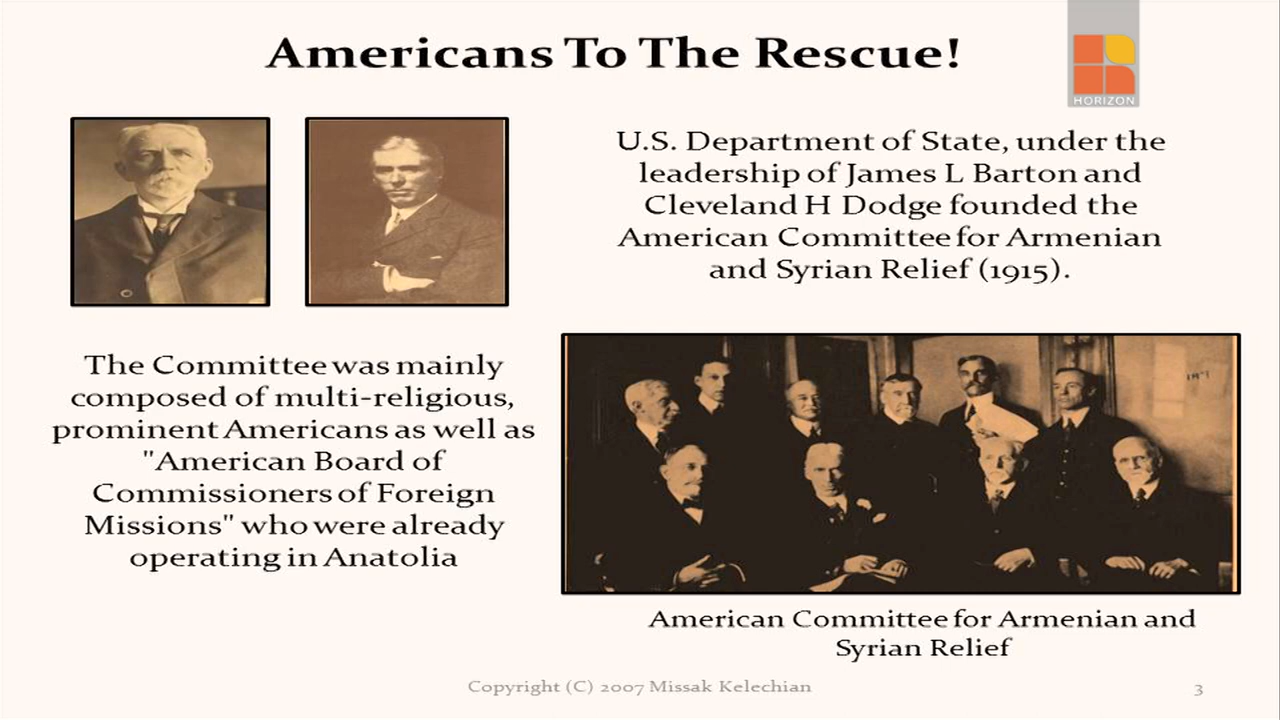 Americans To The Rescue!
HORIZON
U.S. Department of State, under the
leadership of James L Barton and
Cleveland H Dodge founded the
American Committee for Armenian
and Syrian Relief (1915).
The Committee was mainly
composed of multi-religious,
prominent Americans as well as
"American Board of
Commissioners of Foreign
Missions" who were already
operating in Anatolia
American Committee for Armenian and
Syrian Relief
Copyright (C) 2007 Missak Kelechian
3